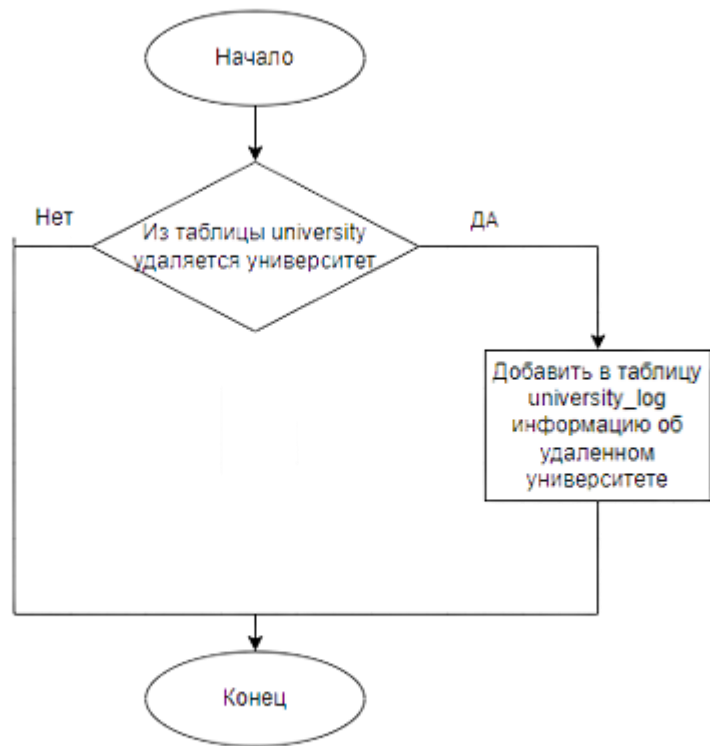 Начало
Нет
ДА
Из таблицы university
удаляется университет
Добавить в таблицу
university_log
информацию об
удаленном
университете
Конец